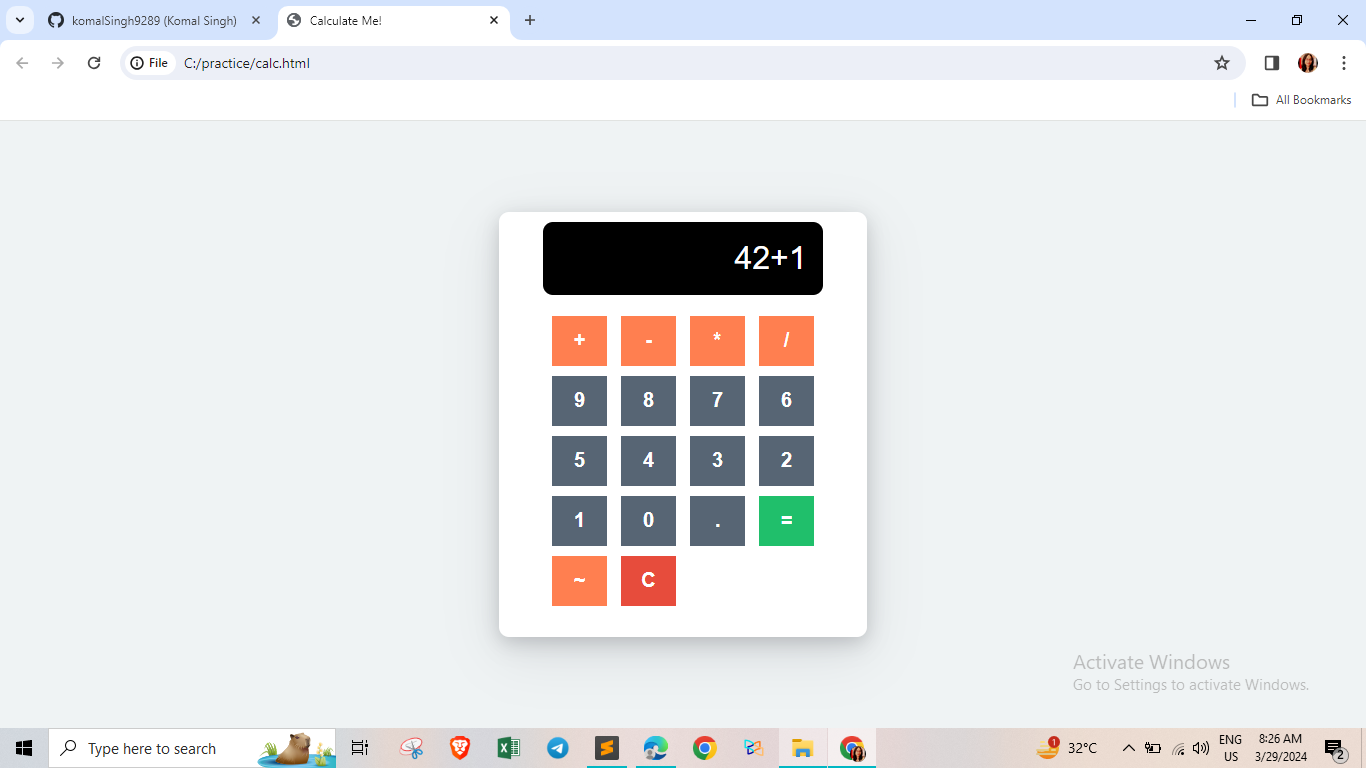 komalSingh9289 (Komal Singh)
Calculate Me!
File
C:/practice/calc.html
All Bookmarks
42+1
+ - * /
9 8 7 6
5 4 3 2
1 0 . =
~ C
Activate Windows
Go to Settings to activate Windows.
Type here to search
1
32°C
ENG
US
8:26 AM
3/29/2024
2